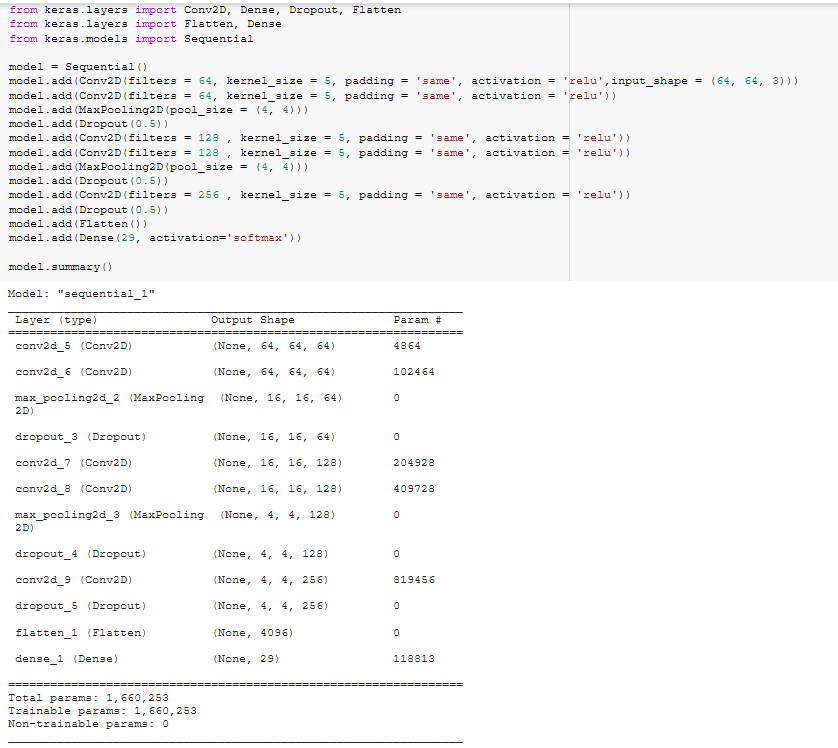 from keras.layers import Conv2D, Dense, Dropout, Flatten
from keras.layers import Flatten, Dense
from keras.models import Sequential
model = Sequential()
model.add(Conv2D(filters = 64, kernel_size = 5, padding = 'same', activation = 'relu',input_shape = (64, 64, 3)))
model.add(Conv2D(filters = 64, kernel_size = 5, padding = 'same', activation = 'relu'))
model.add(MaxPooling2D(pool_size = (4, 4)))
model.add(Dropout(0.5))
model.add(Conv2D(filters = 128 , kernel_size = 5, padding = 'same', activation = 'relu'))
model.add(Conv2D(filters = 128 , kernel_size = 5, padding = 'same', activation = 'relu'))
model.add(MaxPooling2D(pool_size = (4, 4)))
model.add(Dropout(0.5))
model.add(Conv2D(filters = 256 , kernel_size = 5, padding = 'same', activation = 'relu'))
model.add(Dropout(0.5))
model.add(Flatten())
model.add(Dense(29, activation='softmax'))
model.summary()
Model: "sequential_1"
Layer (type) Output Shape Param #
conv2d_5 (Conv2D) (None, 64, 64, 64) 4864
conv2d_6 (Conv2D) (None, 64, 64, 64) 102464
max_pooling2d_2 (MaxPooling (None, 16, 16, 64) 0
2D)
dropout_3 (Dropout) (None, 16, 16, 64) 0
conv2d_7 (Conv2D) (None, 16, 16, 128) 204928
conv2d_8 (Conv2D) (None, 16, 16, 128) 409728
max_pooling2d_3 (MaxPooling (None, 4, 4, 128) 0
2D)
dropout_4 (Dropout) (None, 4, 4, 128) 0
conv2d_9 (Conv2D) (None, 4, 4, 256) 819456
dropout_5 (Dropout) (None, 4, 4, 256) 0
flatten_1 (Flatten) (None, 4096) 0
dense_1 (Dense) (None, 29) 118813
Total params: 1,660,253
Trainable params: 1,660,253
Non-trainable params: 0